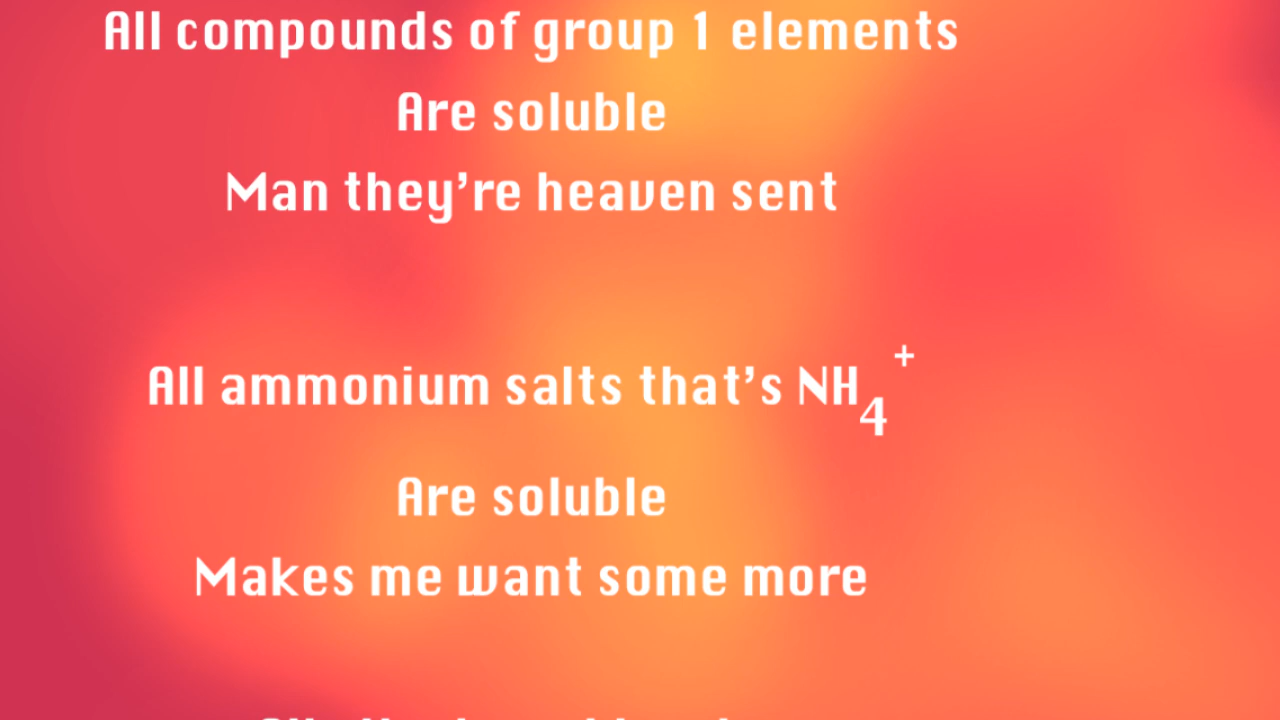 All compounds of group 1 elements
Are soluble
Man they're heaven sent
All ammonium salts that's NH₄⁺
Are soluble
Makes me want some more